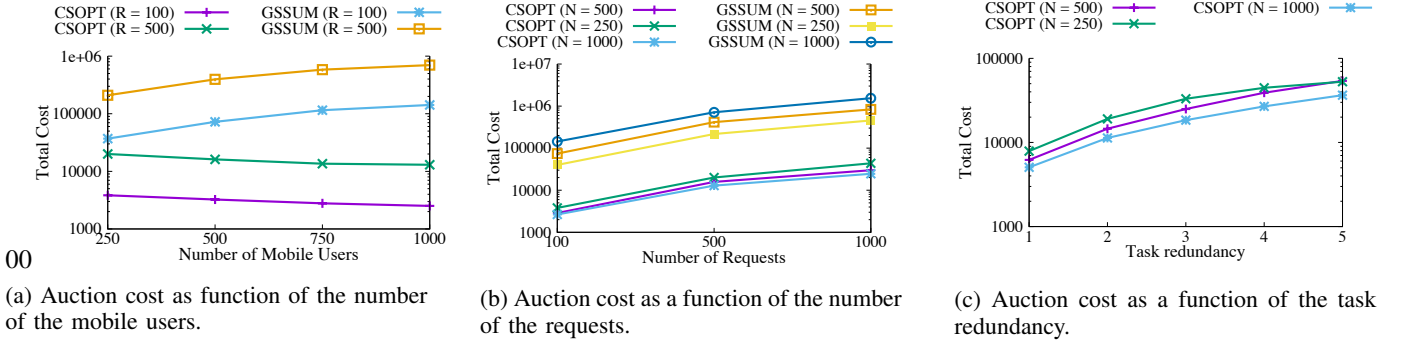 CSOPT (R = 100)
CSOPT (R = 500)
GSSUM (R = 100)
GSSUM (R = 500)
1e+06
100000
10000
1000
Total Cost
250 500 750 1000
Number of Mobile Users
00
(a) Auction cost as function of the number
of the mobile users.
CSOPT (N = 500)
CSOPT (N = 250)
CSOPT (N = 1000)
GSSUM (N = 500)
GSSUM (N = 250)
GSSUM (N = 1000)
1e+07
1e+06
100000
10000
1000
Total Cost
100 500 1000
Number of Requests
(b) Auction cost as a function of the number
of the requests.
CSOPT (N = 500)
CSOPT (N = 250)
CSOPT (N = 1000)
100000
10000
1000
Total Cost
1 2 3 4 5
Task redundancy
(c) Auction cost as a function of the task
redundancy.